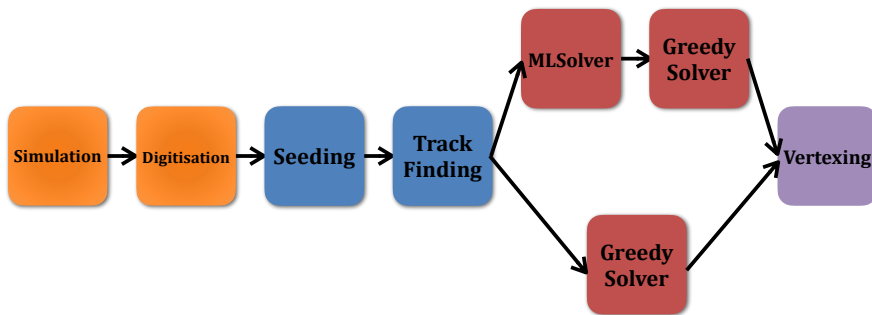 Simulation
Digitisation
Seeding
Track
Finding
MLSolver
Greedy
Solver
Greedy
Solver
Vertexing